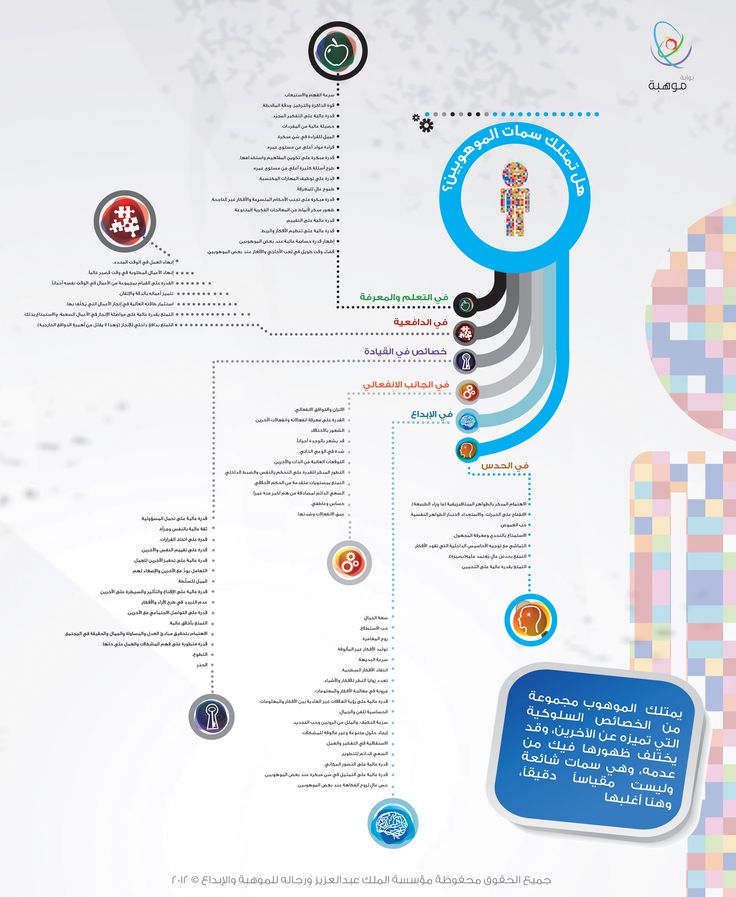 بوابة
موهبة
هل تمتلك سمات الموهوبين؟
سرعة الفهم والاستيعاب.
قوة الذاكرة والتركيز، ودقة الملاحظة.
قدرة عالية على التفكير المجرّد.
حصيلة عالية من المفردات.
الميل للقراءة في سن مبكرة.
قراءة مواد أعلى من مستوى عمره.
قدرة مبكرة على تكوين المفاهيم واستخدامها.
طرح أسئلة كثيرة أعلى من مستوى عمره.
قدرة على توظيف المهارات المكتسبة.
طموح عالٍ للمعرفة.
قدرة مبكرة على تجنب الأحكام المتسرعة والأفكار غير الناجحة.
ظهور مبكر لأنماط من المعالجات الفكرية المتنوعة.
قدرة عالية على التقييم.
قدرة عالية على تنظيم الأفكار والربط.
إظهار قدرة حسابية عالية عند بعض الموهوبين.
قضاء وقت طويل في لعب الأحاجي والألغاز عند بعض الموهوبين.
في التعلم والمعرفة
إنهاء العمل في الوقت المحدد.
إنهاء الأعمال المطلوبة في وقت قصير غالباً.
القدرة على القيام بمجموعة من الأعمال في الوقت نفسه أحياناً.
تتميز أعماله بالدقة والإتقان.
استثمار طاقاته العالية في إنجاز الأعمال التي يُكلّف بها.
التمتع بقدرة عالية على مواصلة الإنجاز في الأعمال الصعبة، والاستمتاع بذلك.
التمتع بدافع داخلي للإنجاز (وهذا لا يقلل من أهمية الدوافع الخارجية).
في الدافعية
خصائص في القيادة
قدرة عالية على تحمل المسؤولية
ثقة عالية بالنفس وجرأة.
قدرة على اتخاذ القرارات.
قدرة على تقييم النفس والآخرين.
قدرة عالية على تحفيز الآخرين للعمل.
التعامل بودّ مع الآخرين والإصغاء لهم.
الميل للسلطة.
قدرة عالية على الإقناع والتأثير والسيطرة على الآخرين
عدم التردد في طرح الآراء والأفكار.
قدرة على التواصل الاجتماعي مع الآخرين
التمتع بأخلاق عالية
الاهتمام بتحقيق مبادئ العدل والمساواة والجمال والحقيقة في المجتمع
قدرة متطورة على فهم المشكلات والعمل على حلها.
التطوع
الحذر
في الجانب الانفعالي
الاتزان والتوافق الانفعالي
القدرة على معرفة انفعالاته وانفعالات الآخرين
الشعور بالاختلاف
قد يشعر بالوحدة أحياناً.
شدة في الوعي الذاتي
التوقعات العالية من الذات والآخرين
التطور المبكر للقدرة على التحكم بالنفس والضبط الداخلي
التمتع بمستويات متقدمة من الحكم الأخلاقي
السعي الدائم لمصادقة من هم أكبر منه عمراً.
حساس وعاطفي
عمق الانفعالات وشدتها.
في الإبداع
سعة الخيال.
حب الاستطلاع.
روح المغامرة.
توليد الأفكار غير المألوفة.
سرعة البديهة.
انتقاد الأفكار السطحية.
تعدد زوايا النظر للأفكار والأشياء.
مرونة في معالجة الأفكار والمعلومات
قدرة عالية على رؤية العلاقات غير العادية بين الأفكار والمعلومات.
الحساسية للفن والجمال.
سرعة التكيّف، والملل من الروتين وحب التجديد.
إيجاد حلول متنوعة وغير مألوفة للمشكلات.
الاستقلالية في التفكير والعمل.
السعي الدائم للتطوير.
قدرة عالية على التصور المكاني.
قدرة عالية على التمثيل في سن مبكرة عند بعض الموهوبين.
حس عالٍ لروح الفكاهة عند بعض الموهوبين.
في الحدس
الاهتمام المبكر بالظواهر الميتافيزيقية (ما وراء الطبيعة).
الانفتاح على الخبرات، والاستعداد لاختبار الظواهر النفسية
حب الغموض
الاستمتاع بالتحدي ومعرفة المجهول
التماشي مع توجيه الأحاسيس الداخلية التي تقود الأفكار
التمتع بحدس عالٍ يُعتمد عليه (بصيرة).
التمتع بقدرة عالية على التخمين.
يمتلك الموهوب مجموعة
من الخصائص السلوكية
التي تميزه عن الآخرين، وقد
يختلف ظهورها فيك من
عدمه، وهي سمات شائعة
وليست مقياساً دقيقاً،
وهنا أغلبها
جميع الحقوق محفوظة مؤسسة الملك عبدالعزيز ورجاله للموهبة والإبداع © ٢٠١٢